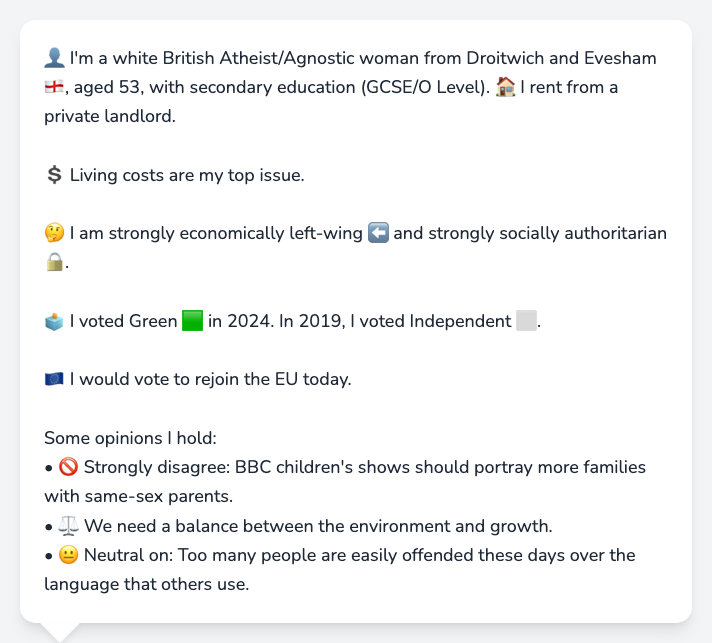 👤 I'm a white British Atheist/Agnostic woman from Droitwich and Evesham
🏴󠁧󠁢󠁥󠁮󠁧󠁿, aged 53, with secondary education (GCSE/O Level). 🏠 I rent from a
private landlord.
💲 Living costs are my top issue.
🤔 I am strongly economically left-wing ⬅️ and strongly socially authoritarian
🔒.
🗳️ I voted Green 🟩 in 2024. In 2019, I voted Independent ⬜.
🇪🇺 I would vote to rejoin the EU today.
Some opinions I hold:
• 🚫 Strongly disagree: BBC children's shows should portray more families
with same-sex parents.
• ⚖️ We need a balance between the environment and growth.
• 😐 Neutral on: Too many people are easily offended these days over the
language that others use.